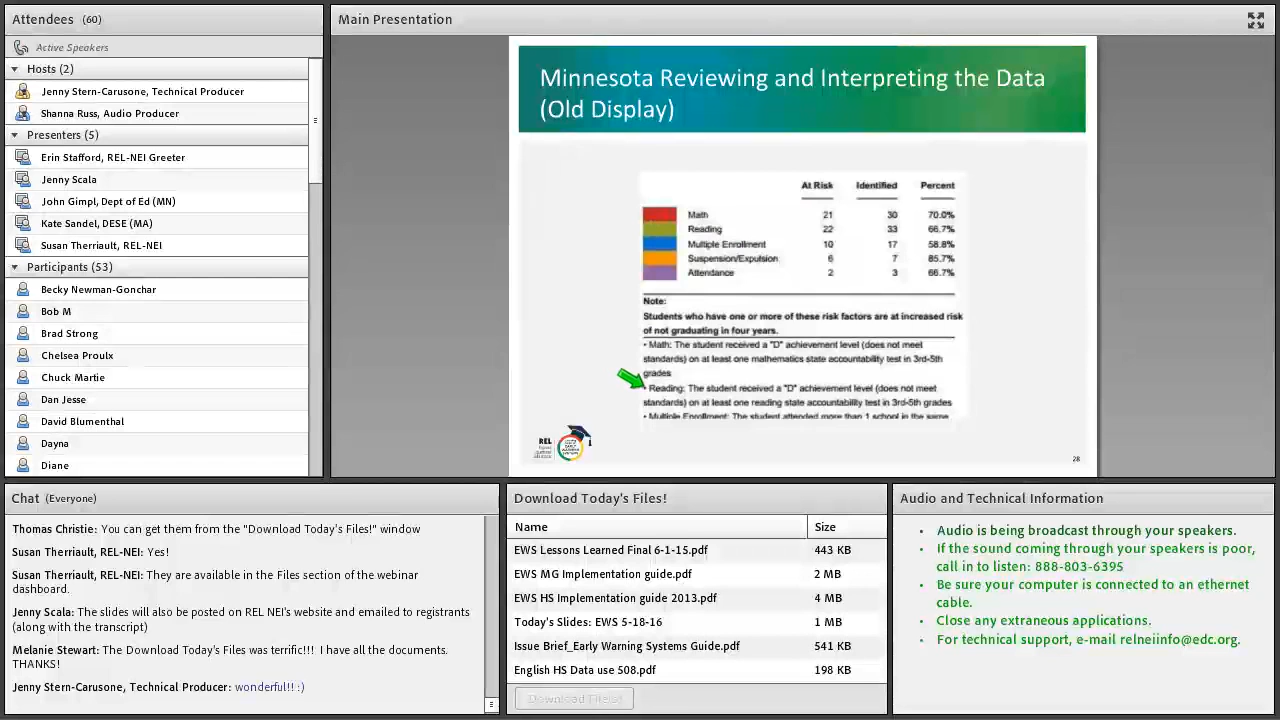 Attendees (60)
Active Speakers
Hosts (2)
Jenny Stern-Carusone, Technical Producer
Shanna Russ, Audio Producer
Presenters (5)
Erin Stafford, REL-NEI Greeter
Jenny Scala
John Gimpl, Dept of Ed (MN)
Kate Sandel, DESE (MA)
Susan Therriault, REL-NEI
Participants (53)
Becky Newman-Gonchar
Bob M
Brad Strong
Chelsea Proulx
Chuck Martie
Dan Jesse
David Blumenthal
Dayna
Diane
Main Presentation
Minnesota Reviewing and Interpreting the Data
(Old Display)
At Risk Identified Percent
Math 21 30 70.0%
Reading 22 33 66.7%
Multiple Enrollment 10 17 58.8%
Suspension/Expulsion 6 7 85.7%
Attendance 2 3 66.7%
Note:
Students who have one or more of these risk factors are at increased risk
of not graduating in four years.
• Math: The student received a "D" achievement level (does not meet
standards) on at least one mathematics state accountability test in 3rd-5th
grades
• Reading: The student received a "D" achievement level (does not meet
standards) on at least one reading state accountability test in 3rd-5th grades
• Multiple Enrollment: The student attended more than 1 school in the same
REL
28
Chat (Everyone)
Thomas Christie: You can get them from the "Download Today's Files!" window
Susan Therriault, REL-NEI: Yes!
Susan Therriault, REL-NEI: They are available in the Files section of the webinar
dashboard.
Jenny Scala: The slides will also be posted on REL NEI's website and emailed to registrants
(along with the transcript)
Melanie Stewart: The Download Today's Files was terrific!!! I have all the documents.
THANKS!
Jenny Stern-Carusone, Technical Producer: wonderful!! :)
Download Today's Files!
Name Size
EWS Lessons Learned Final 6-1-15.pdf 443 KB
EWS MG Implementation guide.pdf 2 MB
EWS HS Implementation guide 2013.pdf 4 MB
Today's Slides: EWS 5-18-16 1 MB
Issue Brief_Early Warning Systems Guide.pdf 541 KB
English HS Data use 508.pdf 198 KB
Download File(s)
Audio and Technical Information
• Audio is being broadcast through your speakers.
• If the sound coming through your speakers is poor,
call in to listen: 888-803-6395
• Be sure your computer is connected to an ethernet
cable.
• Close any extraneous applications.
• For technical support, e-mail relneiinfo@edc.org.